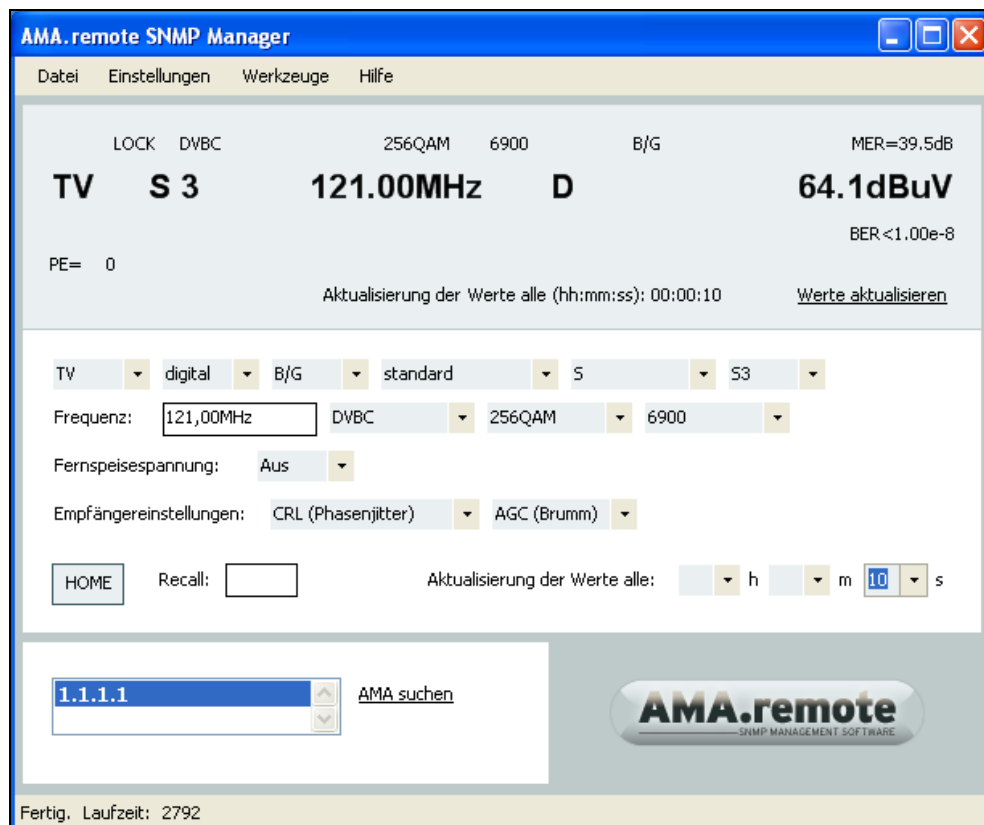 AMA.remote SNMP Manager
Datei Einstellungen Werkzeuge Hilfe
LOCK DVBC 256QAM 6900 B/G MER=39.5dB
TV S 3 121.00MHz D 64.1dBuV
BER<1.00e-8
PE= 0
Aktualisierung der Werte alle (hh:mm:ss): 00:00:10 Werte aktualisieren
TV digital B/G standard S S3
Frequenz: 121,00MHz DVBC 256QAM 6900
Fernspeisespannung: Aus
Empfängereinstellungen: CRL (Phasenjitter) AGC (Brumm)
HOME Recall: Aktualisierung der Werte alle: h m 10 s
1.1.1.1 AMA suchen
AMA.remote
SNMP MANAGEMENT SOFTWARE
Fertig. Laufzeit: 2792